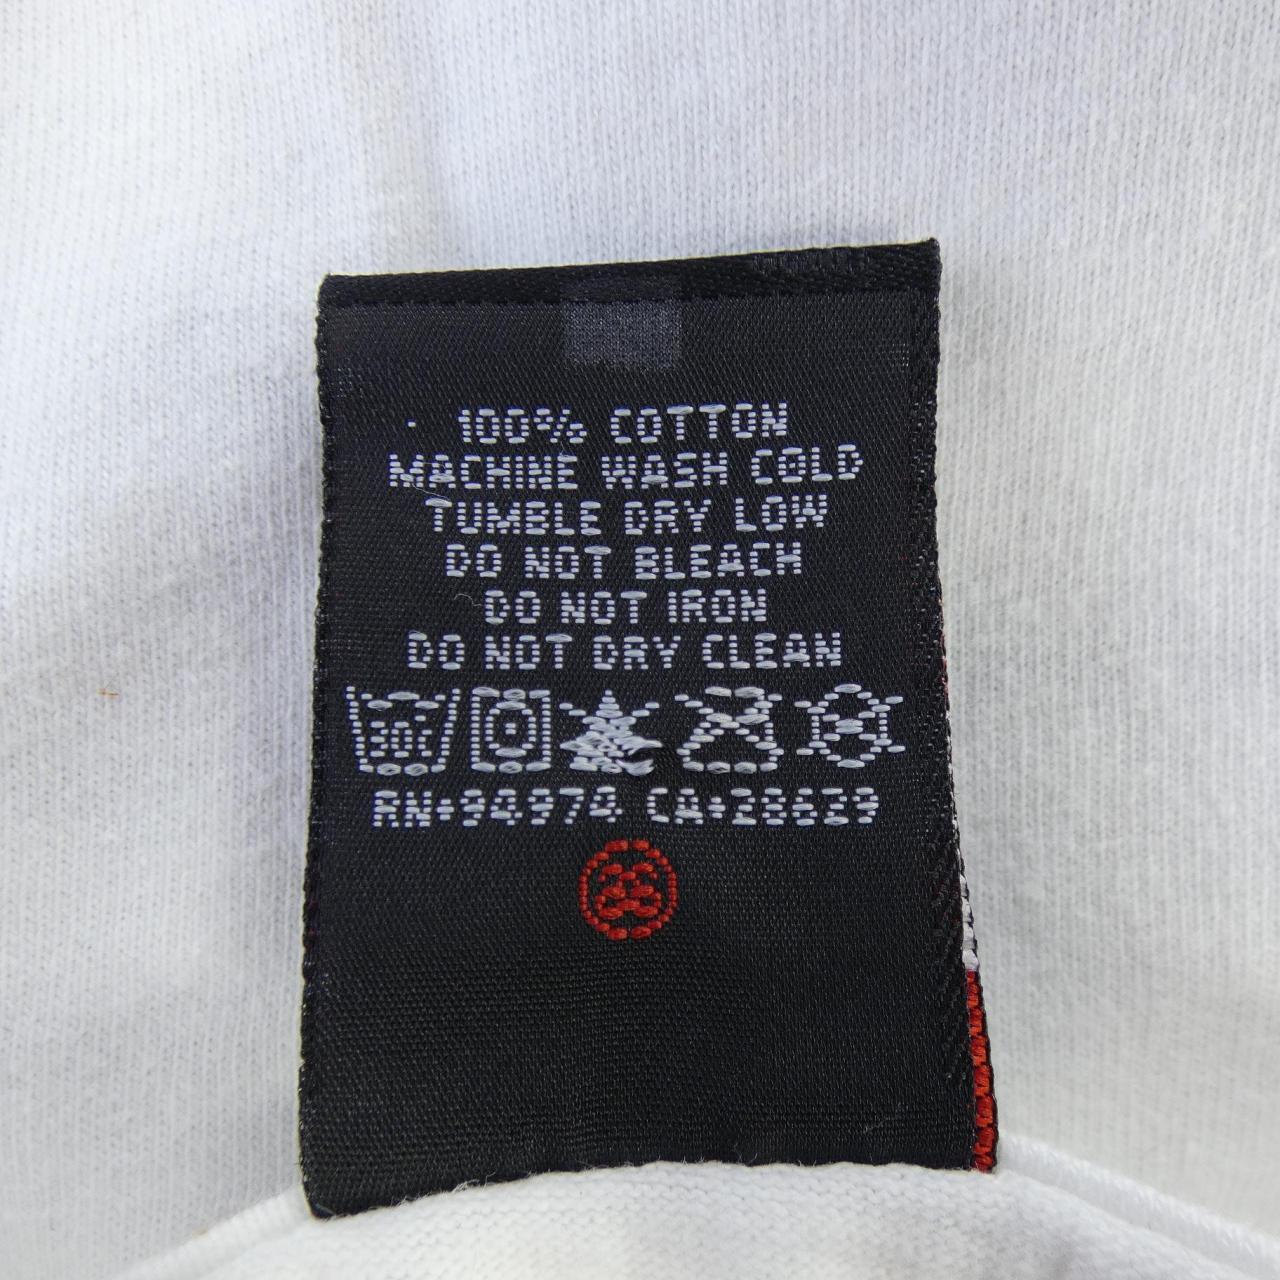 100% COTTON
MACHINE WASH COLD
TUMBLE DRY LOW
DO NOT BLEACH
DO NOT IRON
DO NOT DRY CLEAN
30C
RN•94974 CA•28629